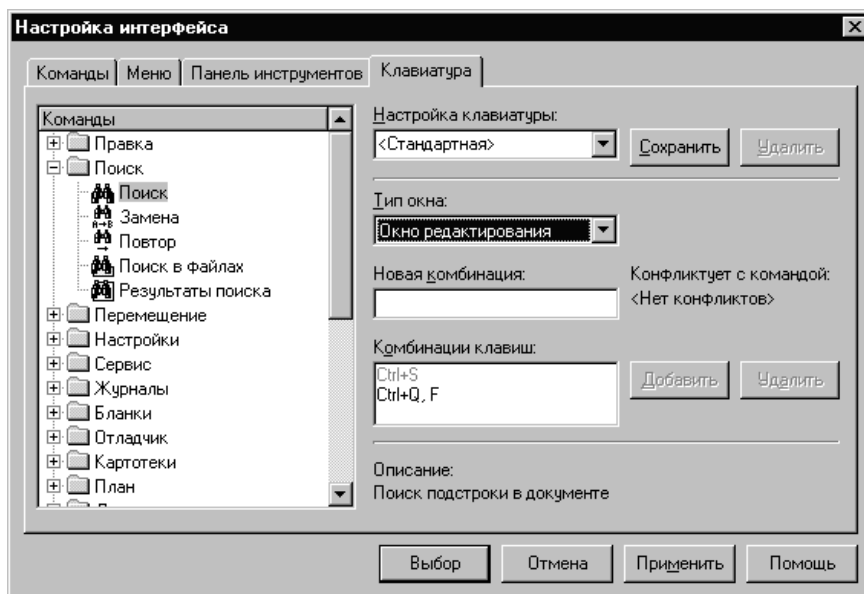 Настройка интерфейса
Команды Меню Панель инструментов Клавиатура
Команды
Правка
Поиск
Поиск
Замена
Повтор
Поиск в файлах
Результаты поиска
Перемещение
Настройки
Сервис
Журналы
Бланки
Отладчик
Картотеки
План
Настройка клавиатуры:
<Стандартная>
Сохранить
Удалить
Тип окна:
Окно редактирования
Новая комбинация:
Конфликтует с командой:
<Нет конфликтов>
Комбинации клавиш:
Ctrl+S
Ctrl+Q, F
Добавить
Удалить
Описание:
Поиск подстроки в документе
Выбор Отмена Применить Помощь